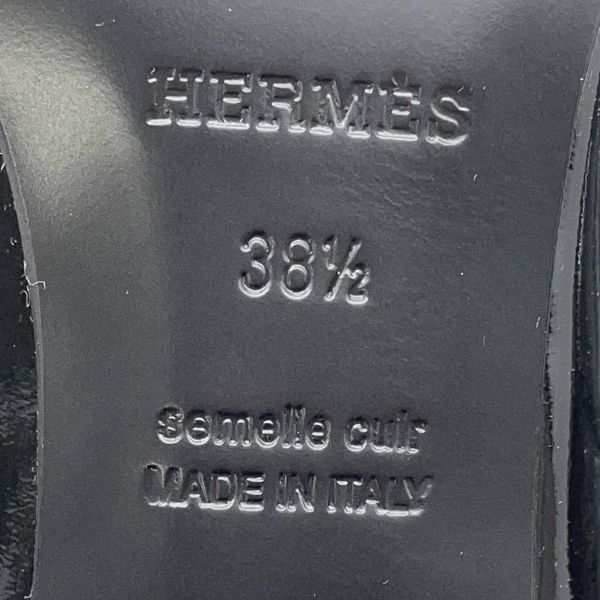 HERMÈS
38½
semelle cuir
MADE IN ITALY